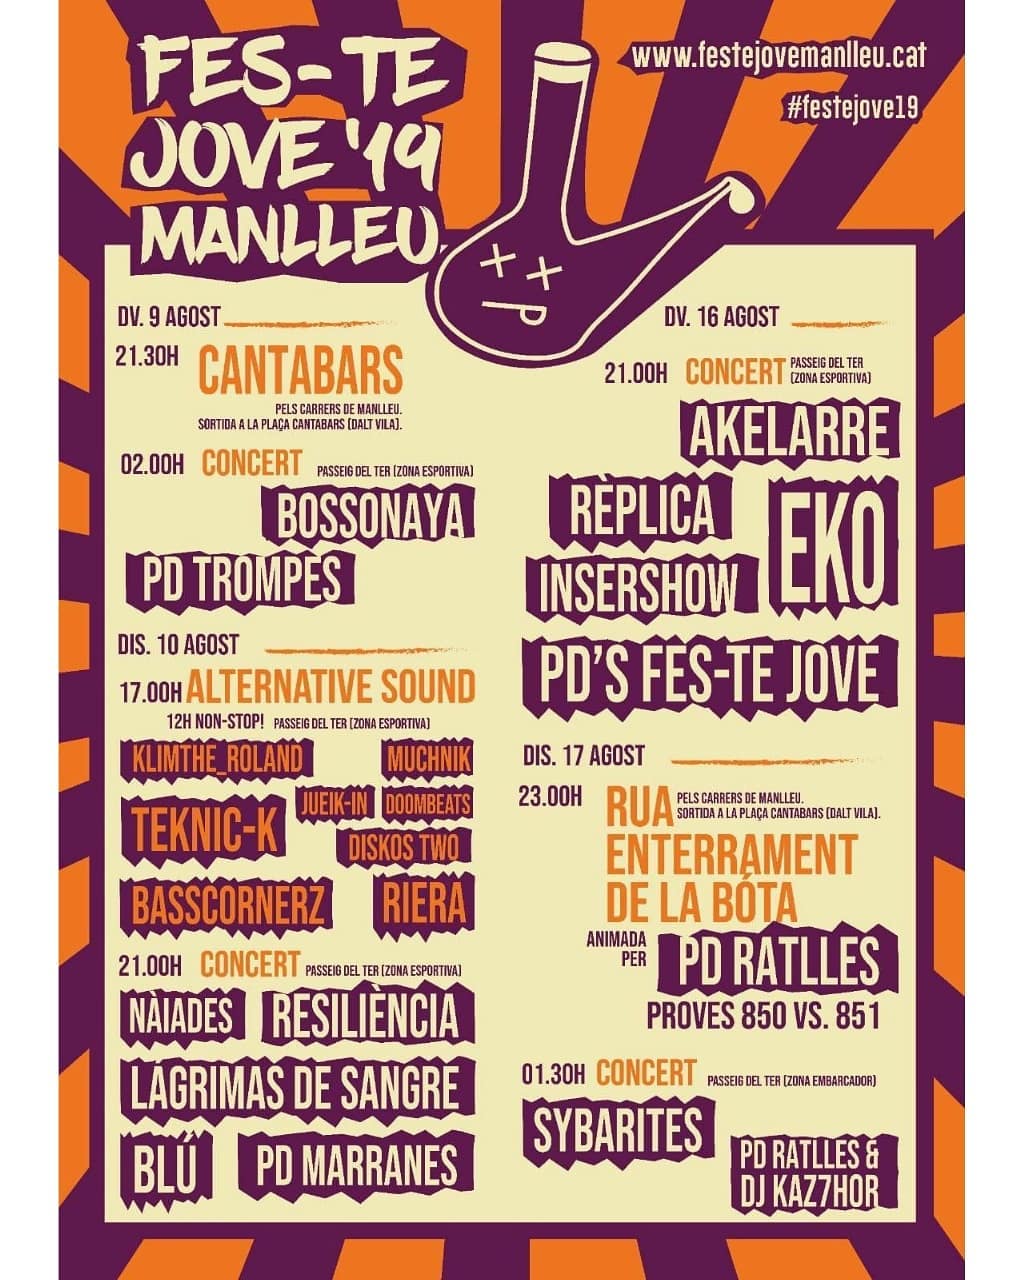 FES-TE
JOVE '19
MANLLEU
www.festejovemanlleu.cat
#festejove19
DV. 9 AGOST
21.30H CANTABARS
PELS CARRERS DE MANLLEU.
SORTIDA A LA PLAÇA CANTABARS (DALT VILA).
02.00H CONCERT PASSEIG DEL TER (ZONA ESPORTIVA)
BOSSONAYA
PD TROMPES
DIS. 10 AGOST
17.00H ALTERNATIVE SOUND
12H NON-STOP! PASSEIG DEL TER (ZONA ESPORTIVA)
KLIMTHE_ROLAND MUCHNIK
TEKNIC-K JUEIK-IN DOOMBEATS
DISKOS TWO
BASSCORNERZ RIERA
21.00H CONCERT PASSEIG DEL TER (ZONA ESPORTIVA)
NÀIADES RESILIÈNCIA
LÁGRIMAS DE SANGRE
BLŰ PD MARRANES
DV. 16 AGOST
21.00H CONCERT PASSEIG DEL TER
(ZONA ESPORTIVA)
AKELARRE
RÈPLICA EKO
INSERSHOW
PD'S FES-TE JOVE
DIS. 17 AGOST
23.00H RUA PELS CARRERS DE MANLLEU.
SORTIDA A LA PLAÇA CANTABARS (DALT VILA).
ENTERRAMENT
DE LA BÓTA
ANIMADA
PER PD RATLLES
PROVES 850 VS. 851
01.30H CONCERT PASSEIG DEL TER (ZONA EMBARCADOR)
SYBARITES
PD RATLLES &
DJ KAZ7HOR